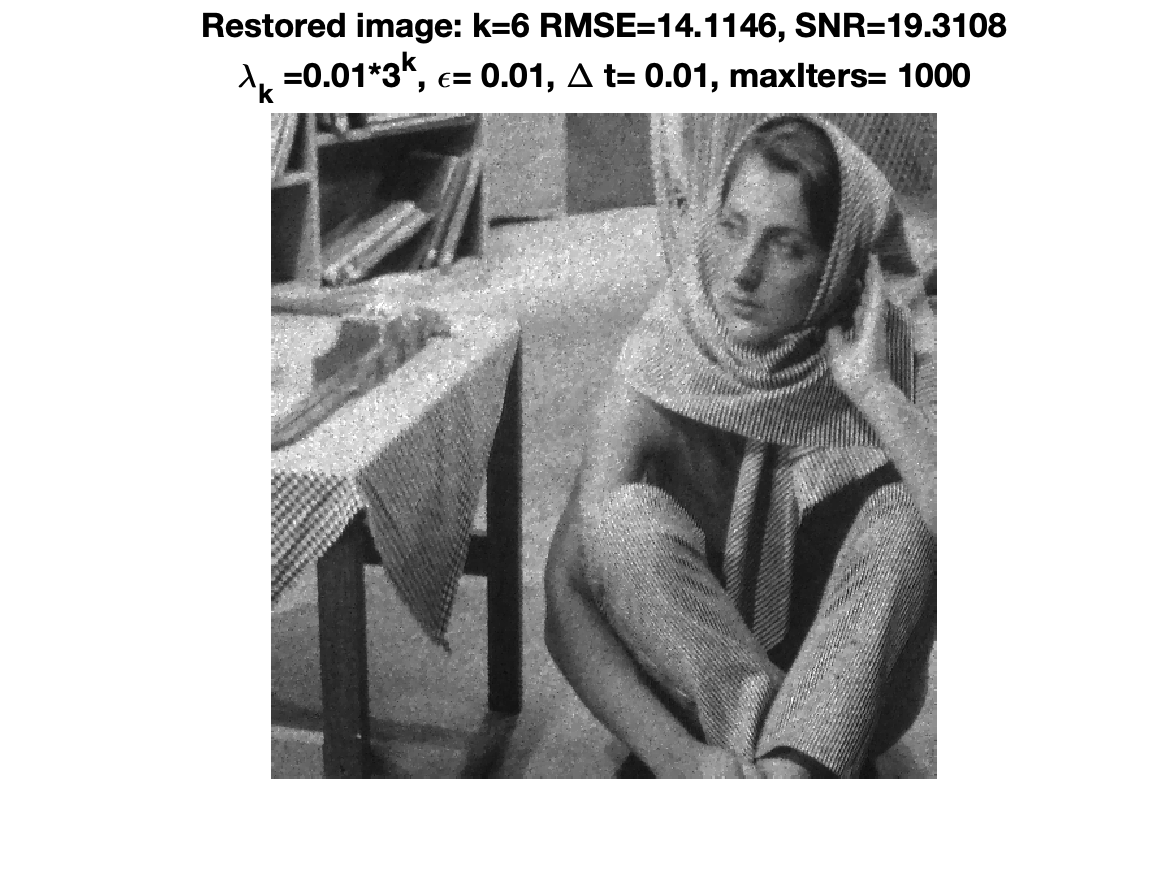 Restored image: k=6 RMSE=14.1146, SNR=19.3108
λₖ =0.01*3ᵏ, ϵ= 0.01, Δ t= 0.01, maxIters= 1000